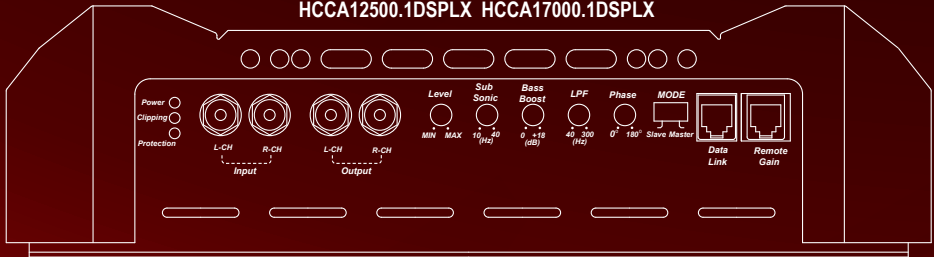 HCCA12500.1DSPLX HCCA17000.1DSPLX
Power
Clipping
Protection
L-CH
R-CH
Input
L-CH
R-CH
Output
Level
MIN MAX
Sub
Sonic
10 40
(Hz)
Bass
Boost
0 +18
(dB)
LPF
40 300
(Hz)
Phase
0° 180°
MODE
Slave Master
Data
Link
Remote
Gain